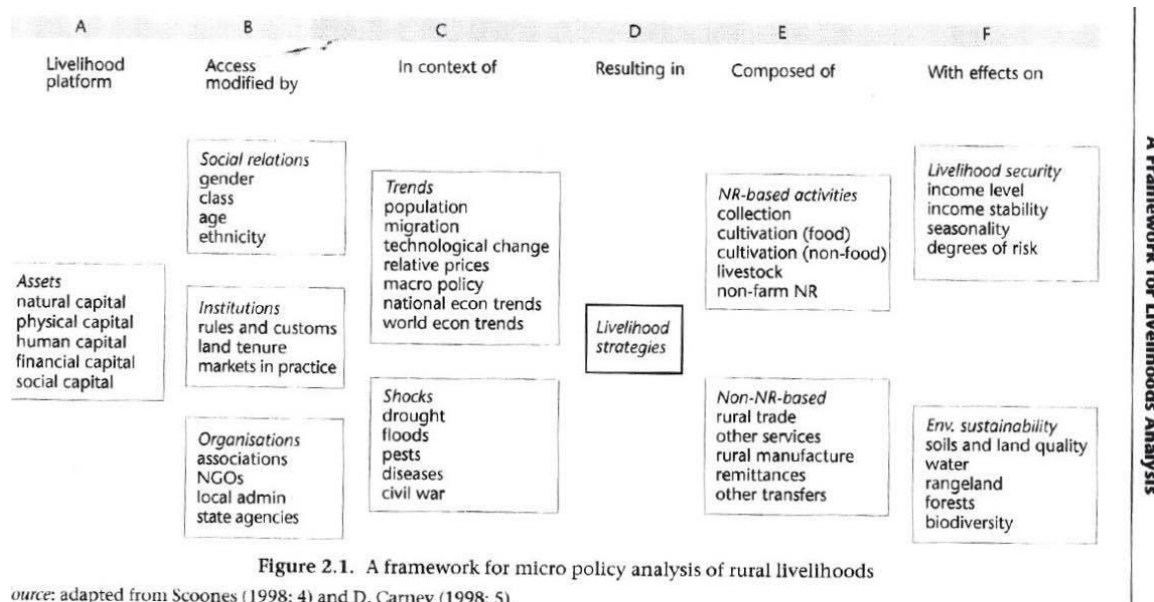 A
B
C
D
E
F
Livelihood
platform
Access
modified by
In context of
Resulting in
Composed of
With effects on
Assets
natural capital
physical capital
human capital
financial capital
social capital
Social relations
gender
class
age
ethnicity
Institutions
rules and customs
land tenure
markets in practice
Organisations
associations
NGOs
local admin
state agencies
Trends
population
migration
technological change
relative prices
macro policy
national econ trends
world econ trends
Shocks
drought
floods
pests
diseases
civil war
Livelihood
strategies
NR-based activities
collection
cultivation (food)
cultivation (non-food)
livestock
non-farm NR
Non-NR-based
rural trade
other services
rural manufacture
remittances
other transfers
Livelihood security
income level
income stability
seasonality
degrees of risk
Env. sustainability
soils and land quality
water
rangeland
forests
biodiversity
Figure 2.1. A framework for micro policy analysis of rural livelihoods
ource: adapted from Scoones (1998: 4) and D. Carney (1998: 5)
A Framework for Livelihoods Analysis